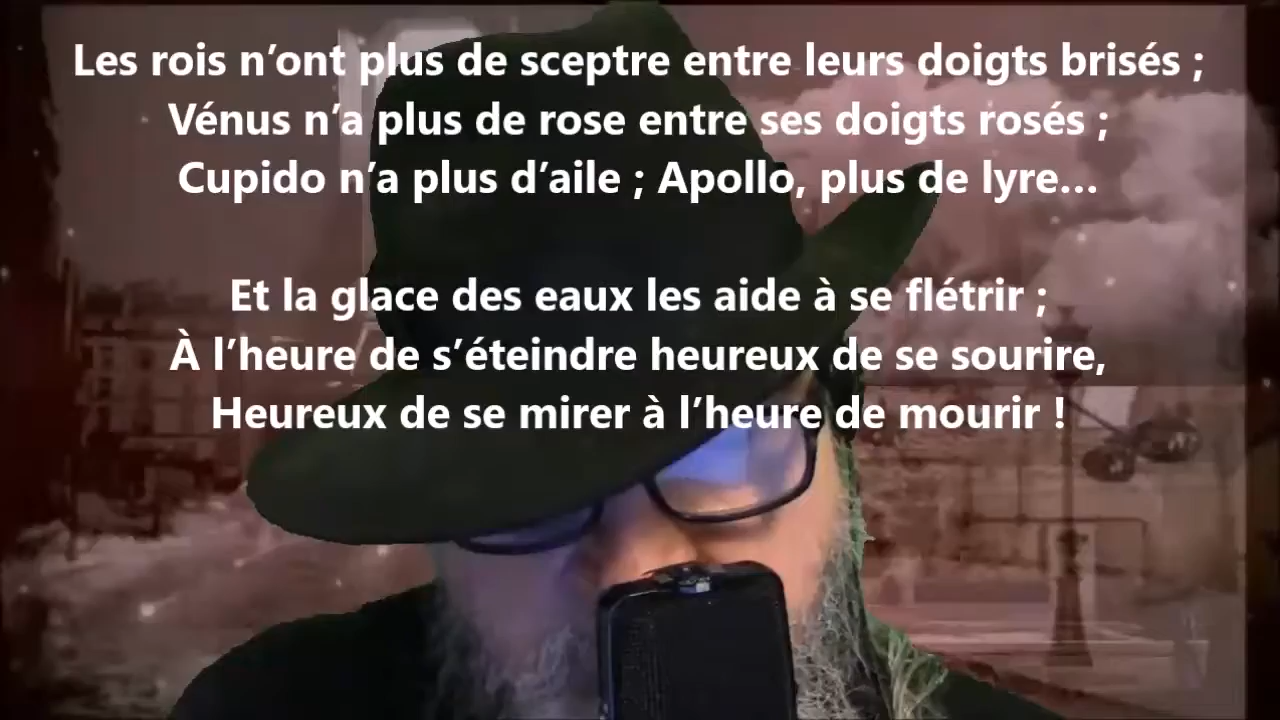 Les rois n’ont plus de sceptre entre leurs doigts brisés ;
Vénus n’a plus de rose entre ses doigts rosés ;
Cupido n’a plus d’aile ; Apollo, plus de lyre…
Et la glace des eaux les aide à se flétrir ;
À l’heure de s’éteindre heureux de se sourire,
Heureux de se mirer à l’heure de mourir !